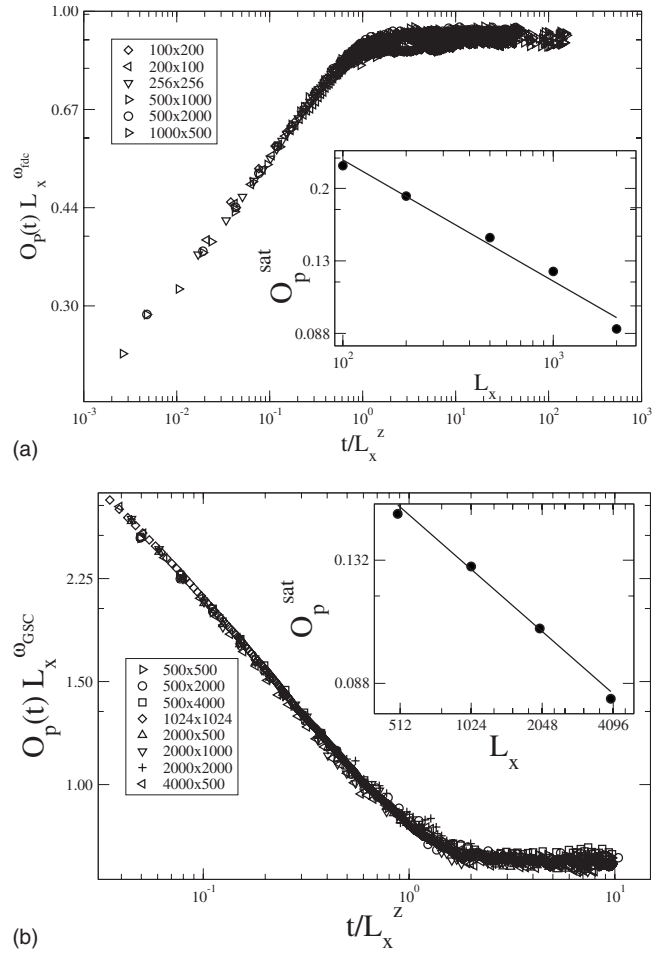 1.00
0.67
0.44
0.30
O_P(t) L_x^ω_fdc
100x200
200x100
256x256
500x1000
500x2000
1000x500
0.2
0.13
0.088
O_p^sat
10^2
10^3
L_x
10^-3
10^-2
10^-1
10^0
10^1
10^2
10^3
t/L_x^z
(a)
2.25
1.50
1.00
O_p(t) L_x^ω_GSC
500x500
500x2000
500x4000
1024x1024
2000x500
2000x1000
2000x2000
4000x500
0.132
0.088
O_p^sat
512
1024
2048
4096
L_x
10^-1
10^0
10^1
t/L_x^z
(b)